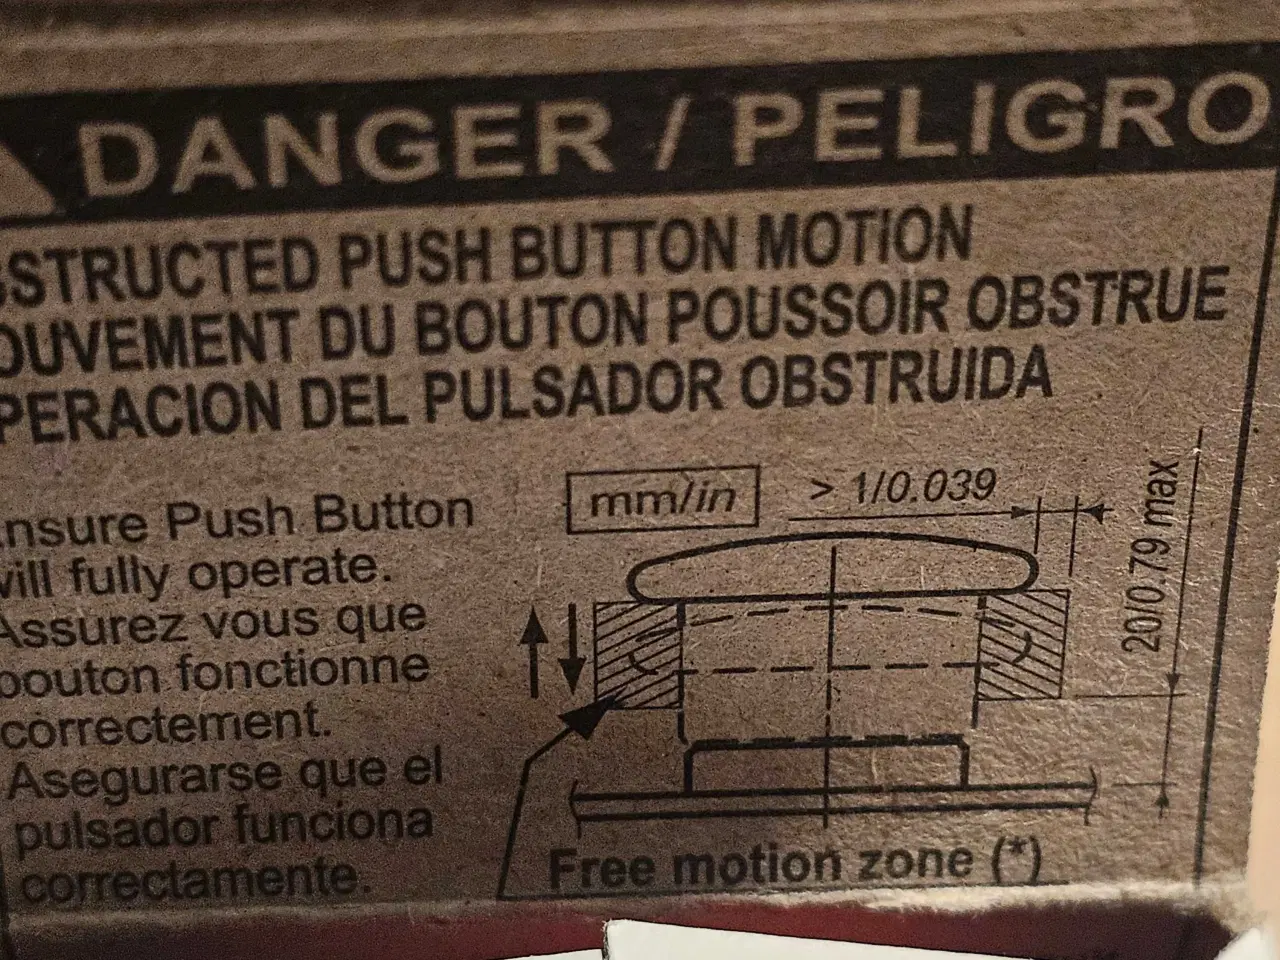 DANGER / PELIGRO
STRUCTED PUSH BUTTON MOTION
OUVEMENT DU BOUTON POUSSOIR OBSTRUE
PERACION DEL PULSADOR OBSTRUIDA
nsure Push Button
will fully operate.
Assurez vous que
bouton fonctionne
correctement.
Asegurarse que el
pulsador funciona
correctamente.
mm/in
> 1/0.039
20/0.79 max
Free motion zone (*)